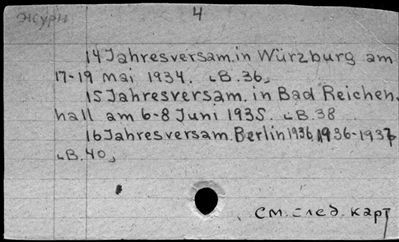 журн 4
14 Jahresversam. in Würzburg am
17-19 mai 1934. [B.36]
15 Jahresversam. in Bad Reichen.
hall am 6-8 Juni 1935. [B.38
16 Jahresversam. Berlin 1936 1936-1937
[B.40]
См. след. карт